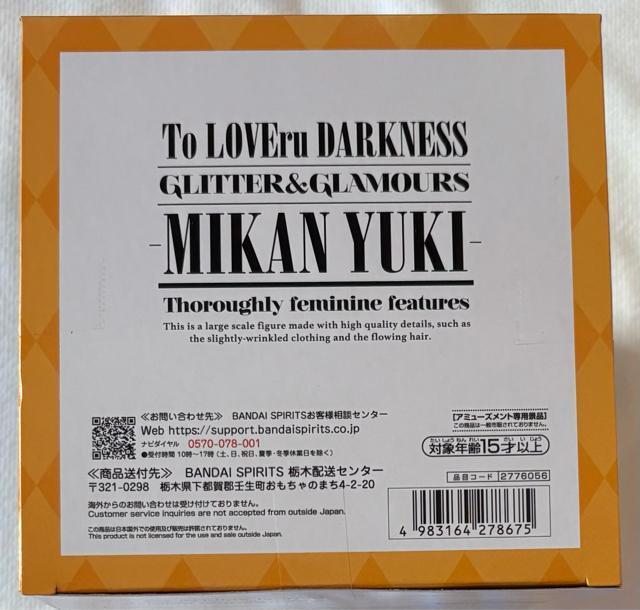 To LOVEru DARKNESS
GLITTER&GLAMOURS
-MIKAN YUKI-
Thoroughly feminine features
This is a large scale figure made with high quality details, such as
the slightly-wrinkled clothing and the flowing hair.
≪お問い合わせ先≫ BANDAI SPIRITSお客様相談センター
Web https://support.bandaispirits.co.jp
ナビダイヤル 0570-078-001
●受付時間 10時～17時（土、日、祝日、夏季・冬季休業日を除く）
≪商品送付先≫ BANDAI SPIRITS 栃木配送センター
〒321-0298 栃木県下都賀郡壬生町おもちゃのまち4-2-20
海外からのお問い合わせは受け付けておりません。
Customer service inquiries are not accepted from outside Japan.
この商品は日本国外での使用及び販売は許諾されておりません。
This product is not licensed for the use and sale outside Japan.
[アミューズメント専用景品]
この商品は一般市販されておりません。
たいしょうねんれい さい いじょう
対象年齢15才以上
品目コード 2776056
4 983164 278675